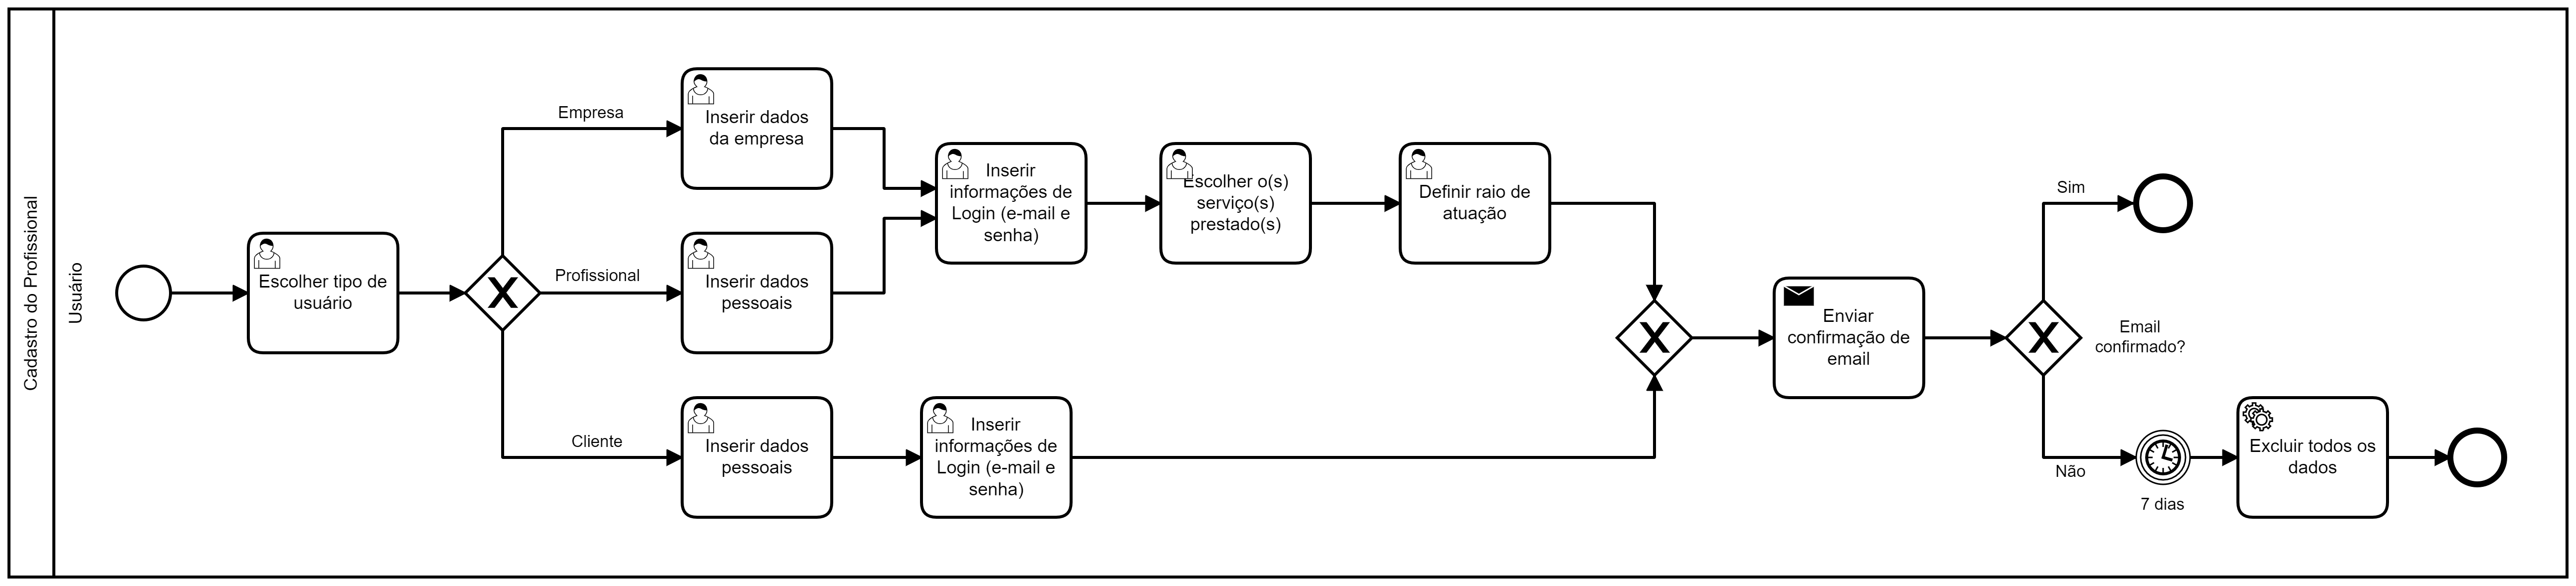 Cadastro do Profissional
Usuário
Escolher tipo de
usuário
Empresa
Profissional
Cliente
Inserir dados
da empresa
Inserir dados
pessoais
Inserir dados
pessoais
Inserir
informações de
Login (e-mail e
senha)
Inserir
informações de
Login (e-mail e
senha)
Escolher o(s)
serviço(s)
prestado(s)
Definir raio de
atuação
Enviar
confirmação de
email
Email
confirmado?
Sim
Não
7 dias
Excluir todos os
dados